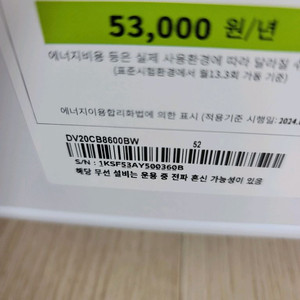 53,000 원/년
에너지비용 등은 실제 사용환경에 따라 달라질 수
(표준시험환경에서 월13.3회 가동 기준)
에너지이용합리화법에 의한 표시 (적용기준 시행일: 2024.
DV20CB8600BW
52
S/N : 1KSF53AY500360B
해당 무선 설비는 운용 중 전파 혼신 가능성이 있음